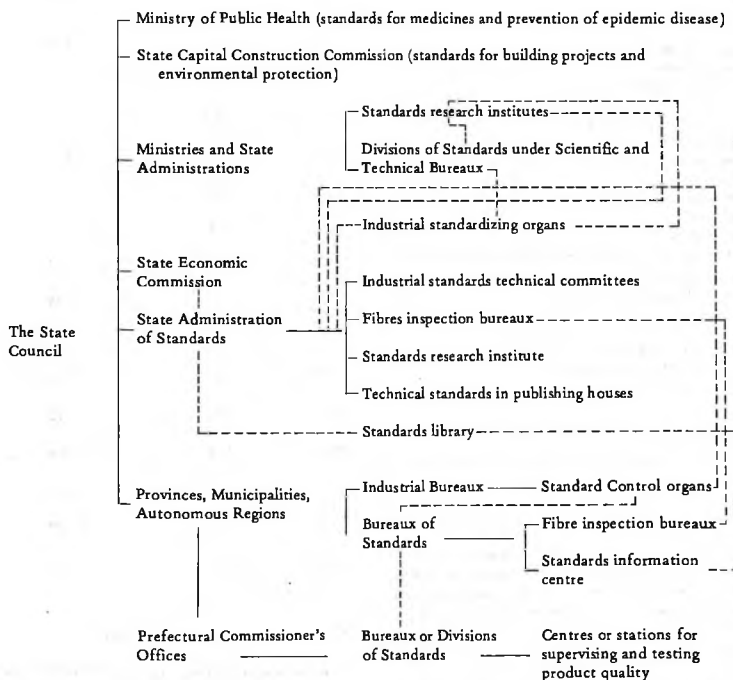 Ministry of Public Health (standards for medicines and prevention of epidemic disease)
State Capital Construction Commission (standards for building projects and
environmental protection)
Standards research institutes
Ministries and State
Administrations
Divisions of Standards under Scientific and
Technical Bureaux
Industrial standardizing organs
State Economic
Commission
Industrial standards technical committees
The State
Council
State Administration
of Standards
Fibres inspection bureaux
Standards research institute
Technical standards in publishing houses
Standards library
Provinces, Municipalities,
Autonomous Regions
Industrial Bureaux
Standard Control organs
Bureaux of
Standards
Fibre inspection bureaux
Standards information
centre
Prefectural Commissioner's
Offices
Bureaux or Divisions
of Standards
Centres or stations for
supervising and testing
product quality